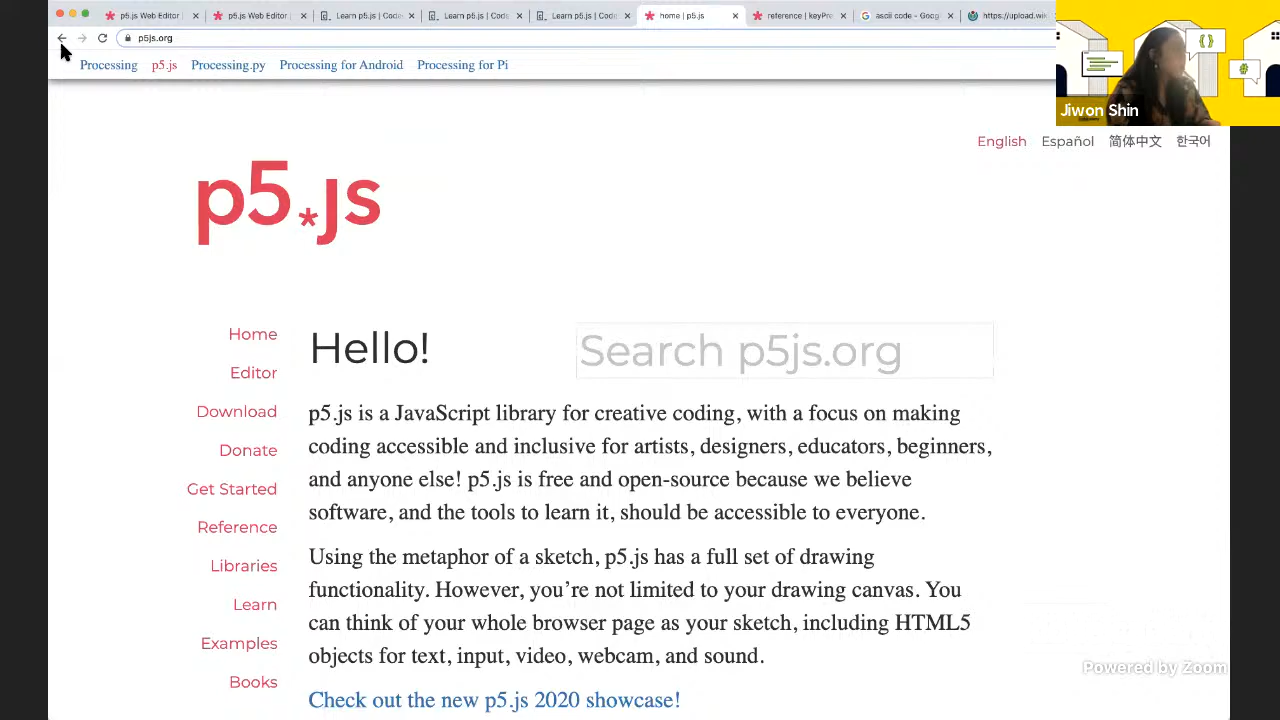 p5.js Web Editor
p5.js Web Editor
Learn p5.js | Code
Learn p5.js | Code
Learn p5.js | Code
home | p5.js
reference | keyPre
ascii code - Goog
https://upload.wi
p5js.org
Processing p5.js Processing.py Processing for Android Processing for Pi
{ }
#
Jiwon Shin
English Español 简体中文 한국어
p5*js
Home
Editor
Download
Donate
Get Started
Reference
Libraries
Learn
Examples
Books
Hello!
Search p5js.org
p5.js is a JavaScript library for creative coding, with a focus on making
coding accessible and inclusive for artists, designers, educators, beginners,
and anyone else! p5.js is free and open-source because we believe
software, and the tools to learn it, should be accessible to everyone.
Using the metaphor of a sketch, p5.js has a full set of drawing
functionality. However, you’re not limited to your drawing canvas. You
can think of your whole browser page as your sketch, including HTML5
objects for text, input, video, webcam, and sound.
Check out the new p5.js 2020 showcase!
Powered by Zoom